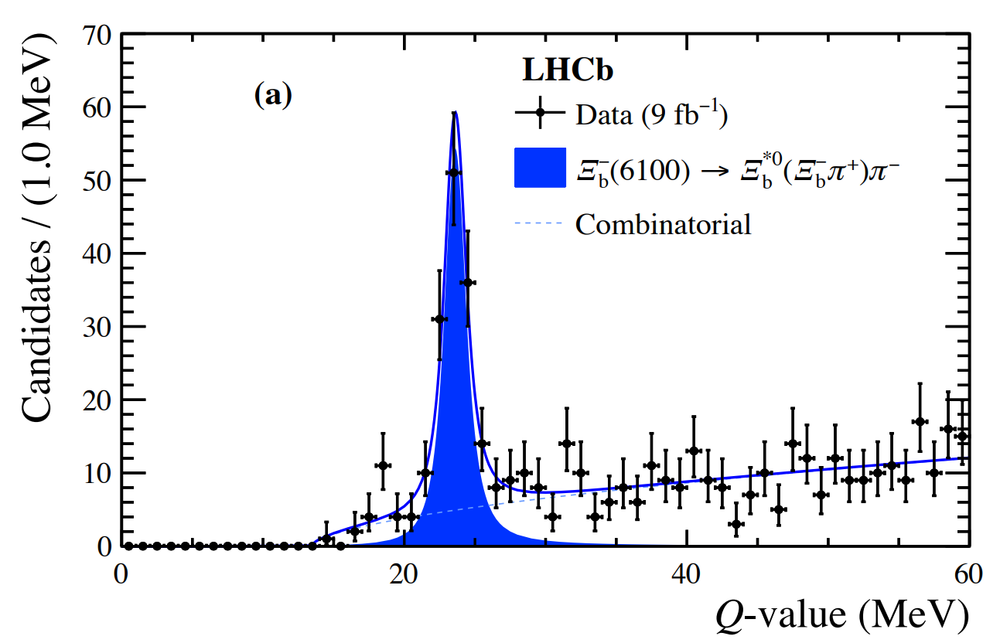 Candidates / (1.0 MeV)
70
60
50
40
30
20
10
0
(a)
LHCb
Data (9 fb⁻¹)
Ξb⁻(6100) → Ξb*⁰(Ξb⁻π⁺)π⁻
Combinatorial
0 20 40 60
Q-value (MeV)